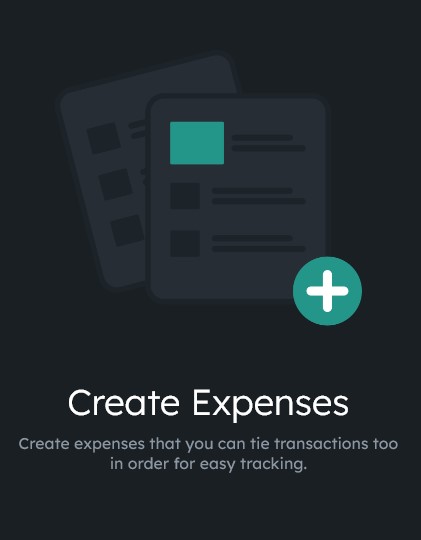 Create Expenses
Create expenses that you can tie transactions too
in order for easy tracking.